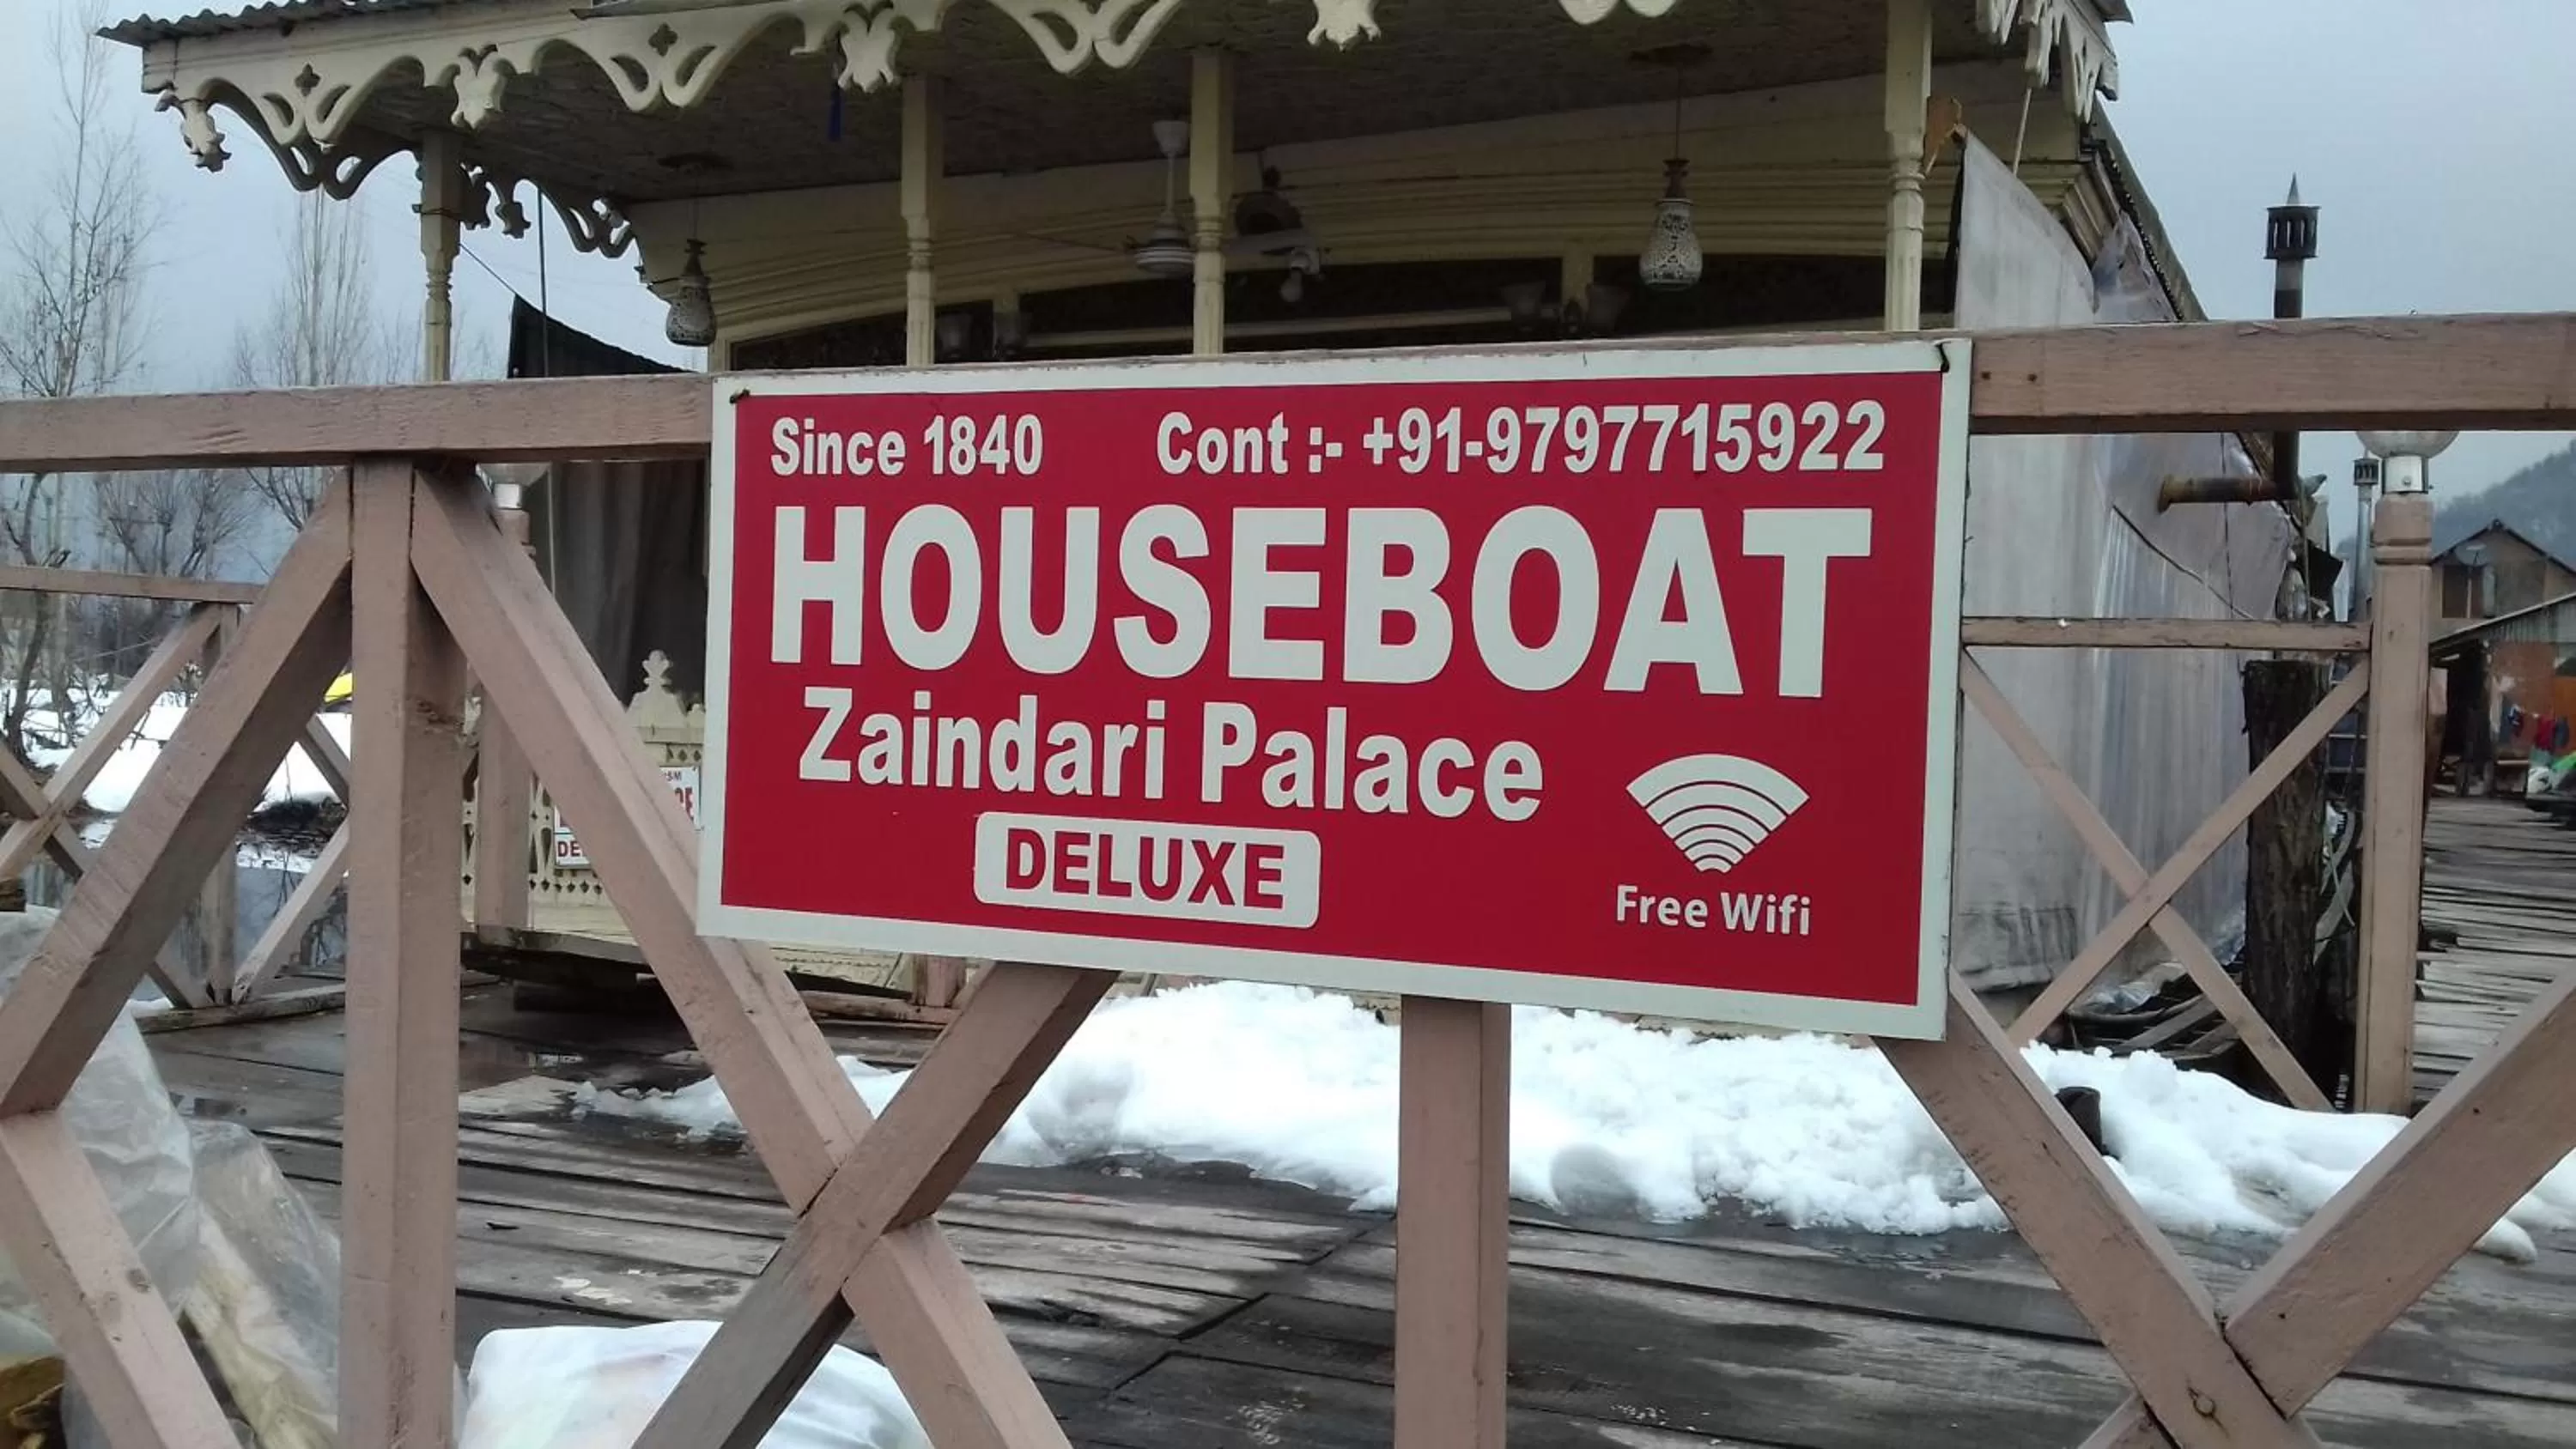 Since 1840 Cont :- +91-9797715922
HOUSEBOAT
Zaindari Palace
DELUXE
Free Wifi